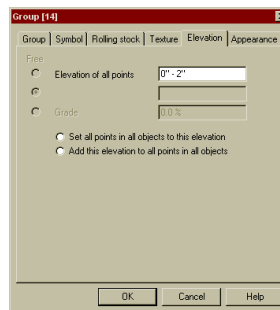 Group [14]
Group Symbol Rolling stock Texture Elevation Appearance
Free
Elevation of all points 0" - 2"
Grade 0.0 %
Set all points in all objects to this elevation
Add this elevation to all points in all objects
OK Cancel Help